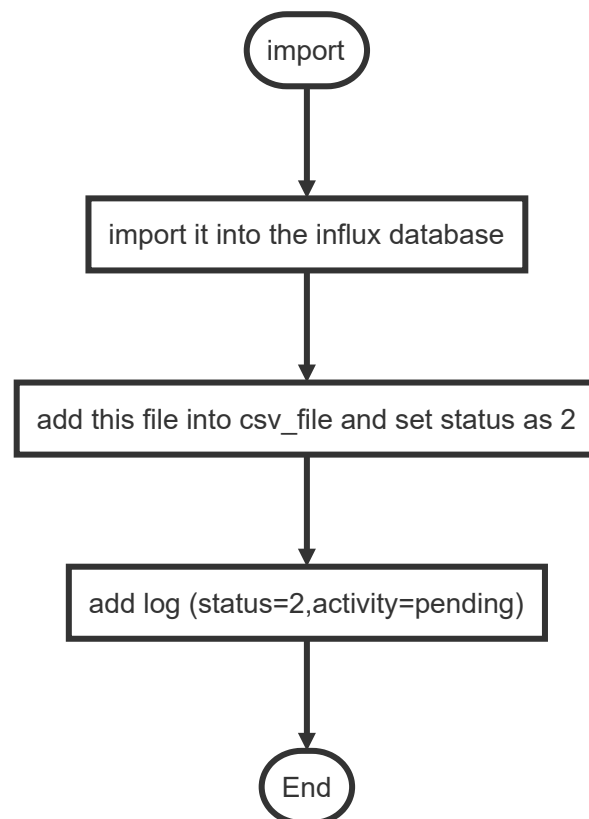 import
import it into the influx database
add this file into csv_file and set status as 2
add log (status=2,activity=pending)
End